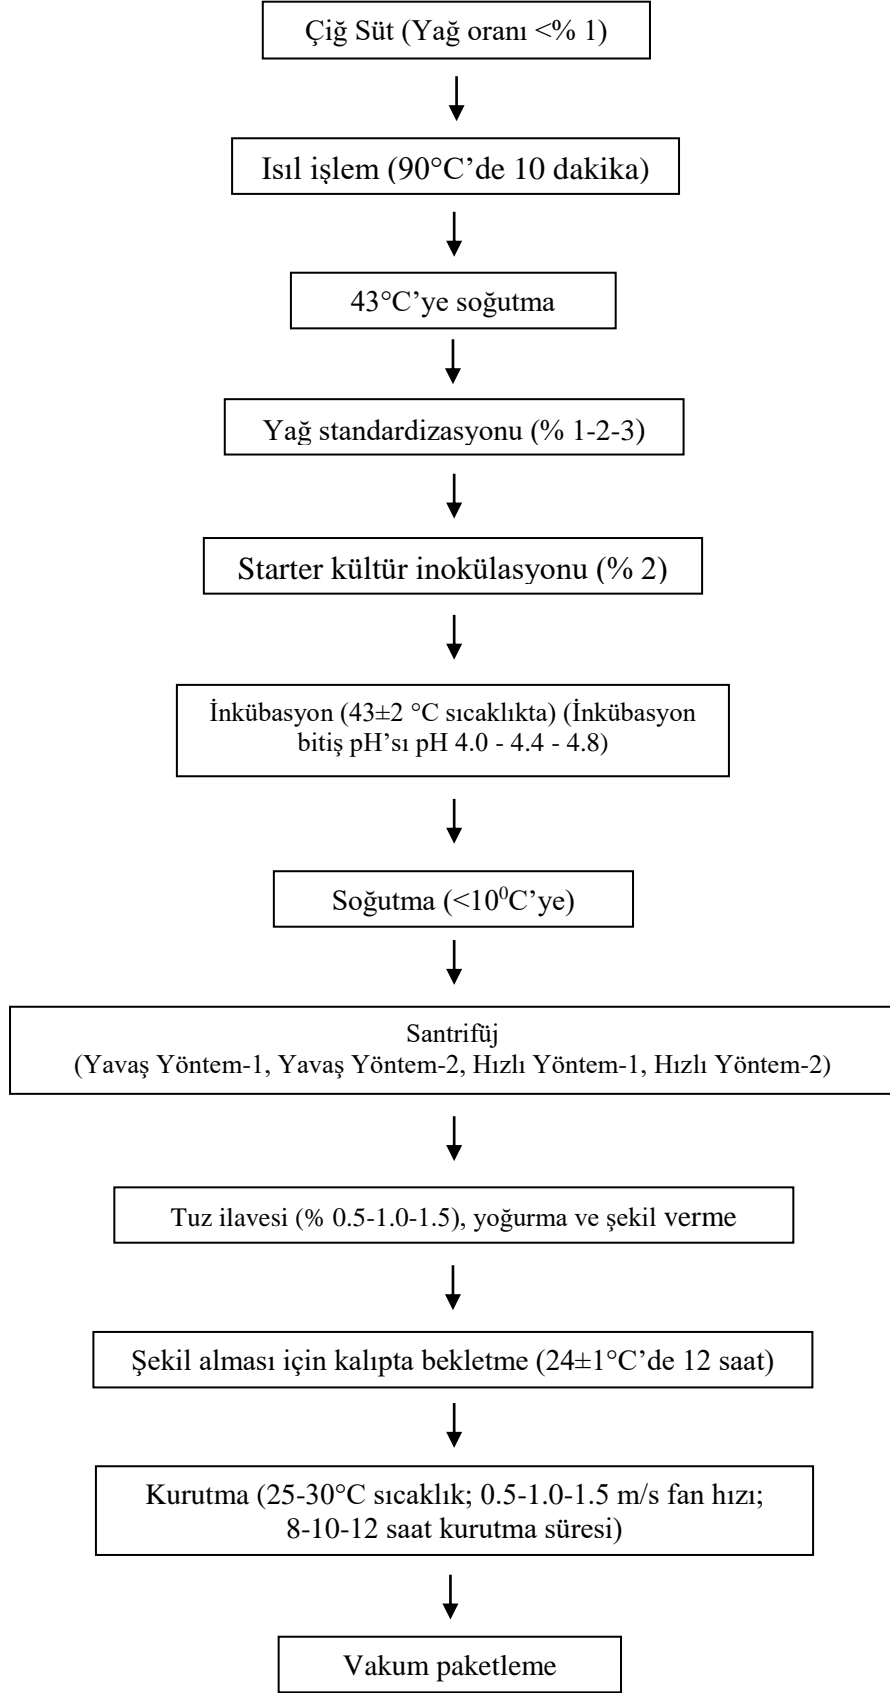 Çiğ Süt (Yağ oranı <% 1)
Isıl işlem (90°C’de 10 dakika)
43°C’ye soğutma
Yağ standardizasyonu (% 1-2-3)
Starter kültür inokülasyonu (% 2)
İnkübasyon (43±2 °C sıcaklıkta) (İnkübasyon
bitiş pH’sı pH 4.0 - 4.4 - 4.8)
Soğutma (<10⁰C’ye)
Santrifüj
(Yavaş Yöntem-1, Yavaş Yöntem-2, Hızlı Yöntem-1, Hızlı Yöntem-2)
Tuz ilavesi (% 0.5-1.0-1.5), yoğurma ve şekil verme
Şekil alması için kalıpta bekletme (24±1°C’de 12 saat)
Kurutma (25-30°C sıcaklık; 0.5-1.0-1.5 m/s fan hızı;
8-10-12 saat kurutma süresi)
Vakum paketleme